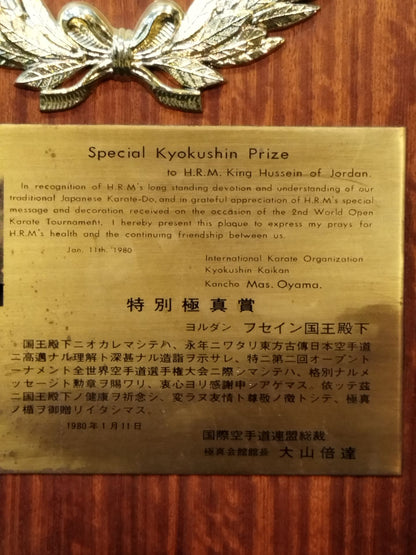 Special Kyokushin Prize
to H.R.M. King Hussein of Jordan.
In recognition of H.R.M's long standing devotion and understanding of our
traditional Japanese Karate-Do, and in grateful appreciation of H.R.M's special
message and decoration received on the occasion of the 2nd World Open
Karate Tournament, I hereby present this plaque to express my prays for
H.R.M's health and the continuing friendship between us.
Jan. 11th. 1980
International Karate Organization
Kyokushin Kaikan
Kancho Mas. Oyama.
特別極真賞
ヨルダン フセイン国王殿下
国王殿下ニオカレマシテハ、永年ニワタリ東方古傳日本空手道
ニ高邁ナル理解ト深甚ナル造詣ヲ示サレ、特ニ第二回オープントー
ナメント全世界空手道選手権大会ニ際シマシテハ、格別ナルメ
ッセージト勲章ヲ賜ワリ、衷心ヨリ感謝申シアゲマス。依ッテ茲
ニ国王殿下ノ健康ヲ祈念シ、変ラヌ友情ト尊敬ノ徴トシテ、極真
ノ楯ヲ御贈リイタシマス。
1980年1月11日
国際空手道連盟総裁
極真会館館長 大山倍達